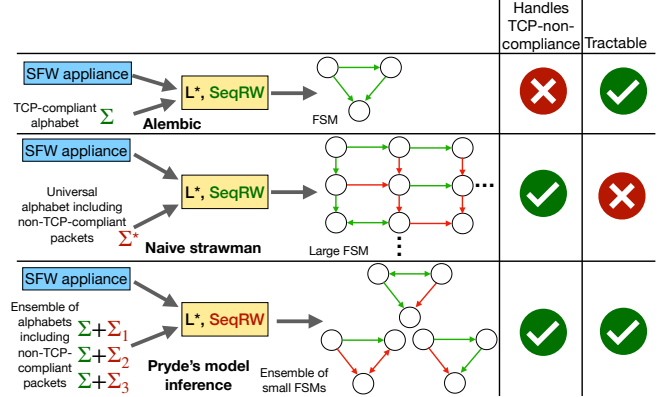 Handles
TCP-non-
compliance
Tractable
SFW appliance
TCP-compliant
alphabet
Σ
L*, SeqRW
Alembic
FSM
SFW appliance
Universal
alphabet including
non-TCP-compliant
packets
Σ*
L*, SeqRW
Naive strawman
Large FSM
SFW appliance
Ensemble of
alphabets
including
non-TCP-
compliant
packets
Σ+Σ1
Σ+Σ2
Σ+Σ3
L*, SeqRW
Pryde's model
inference
Ensemble of
small FSMs